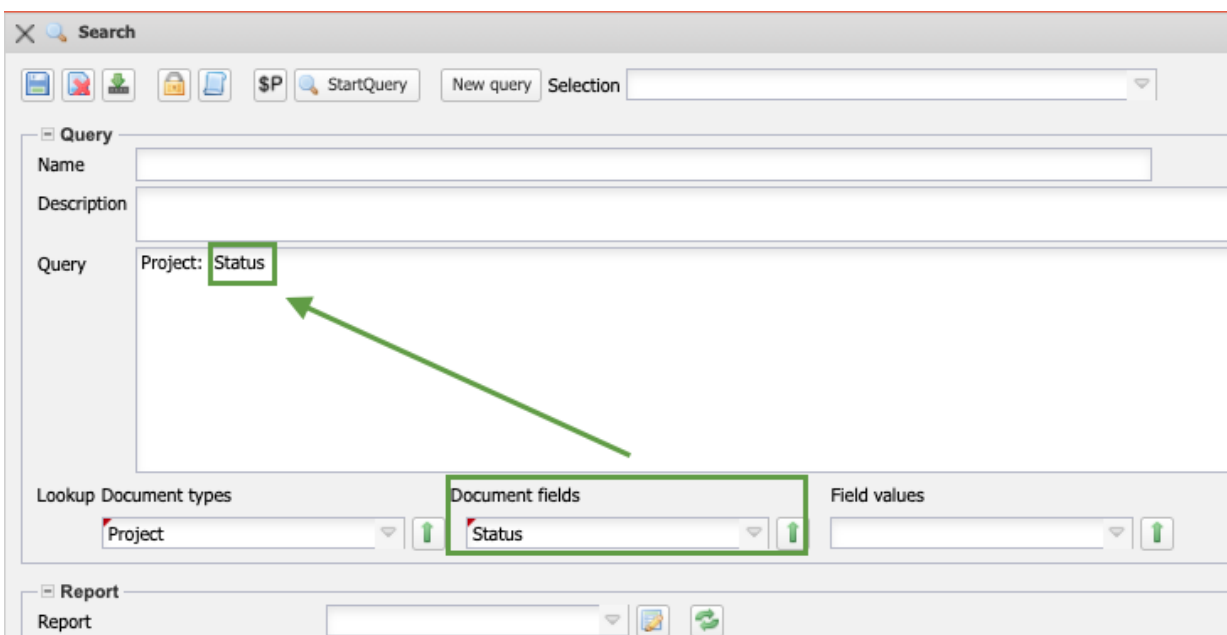 Search
$P StartQuery New query Selection
Query
Name
Description
Query Project: Status
Lookup Document types Document fields Field values
Project Status
Report
Report